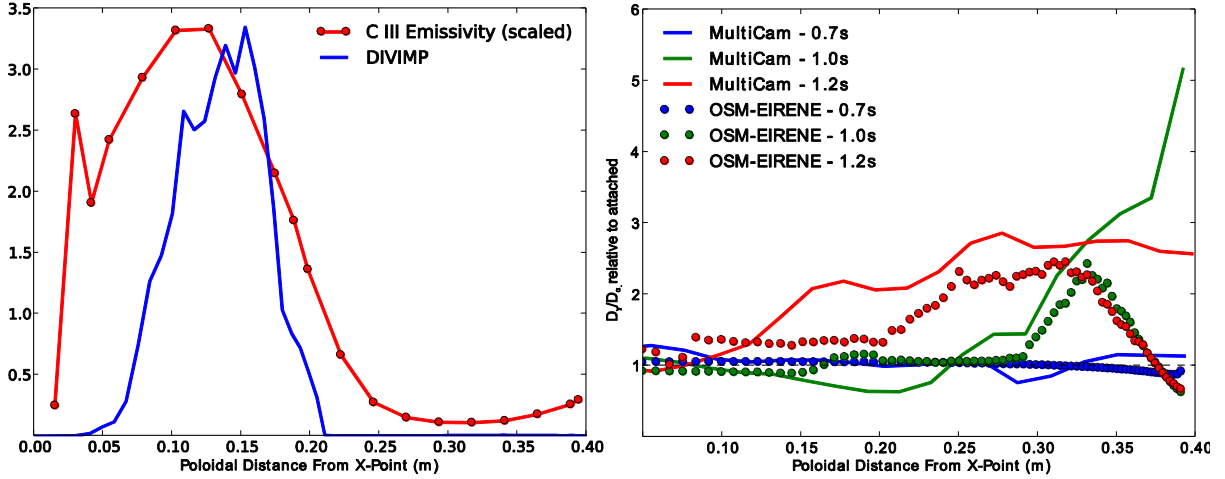 3.5
3.0
2.5
2.0
1.5
1.0
0.5
0.00 0.05 0.10 0.15 0.20 0.25 0.30 0.35 0.40
Poloidal Distance From X-Point (m)
C III Emissivity (scaled)
DIVIMP
6
5
4
3
2
1
0.10 0.15 0.20 0.25 0.30 0.35 0.40
Poloidal Distance From X-Point (m)
Dγ/Dα relative to attached
MultiCam - 0.7s
MultiCam - 1.0s
MultiCam - 1.2s
OSM-EIRENE - 0.7s
OSM-EIRENE - 1.0s
OSM-EIRENE - 1.2s